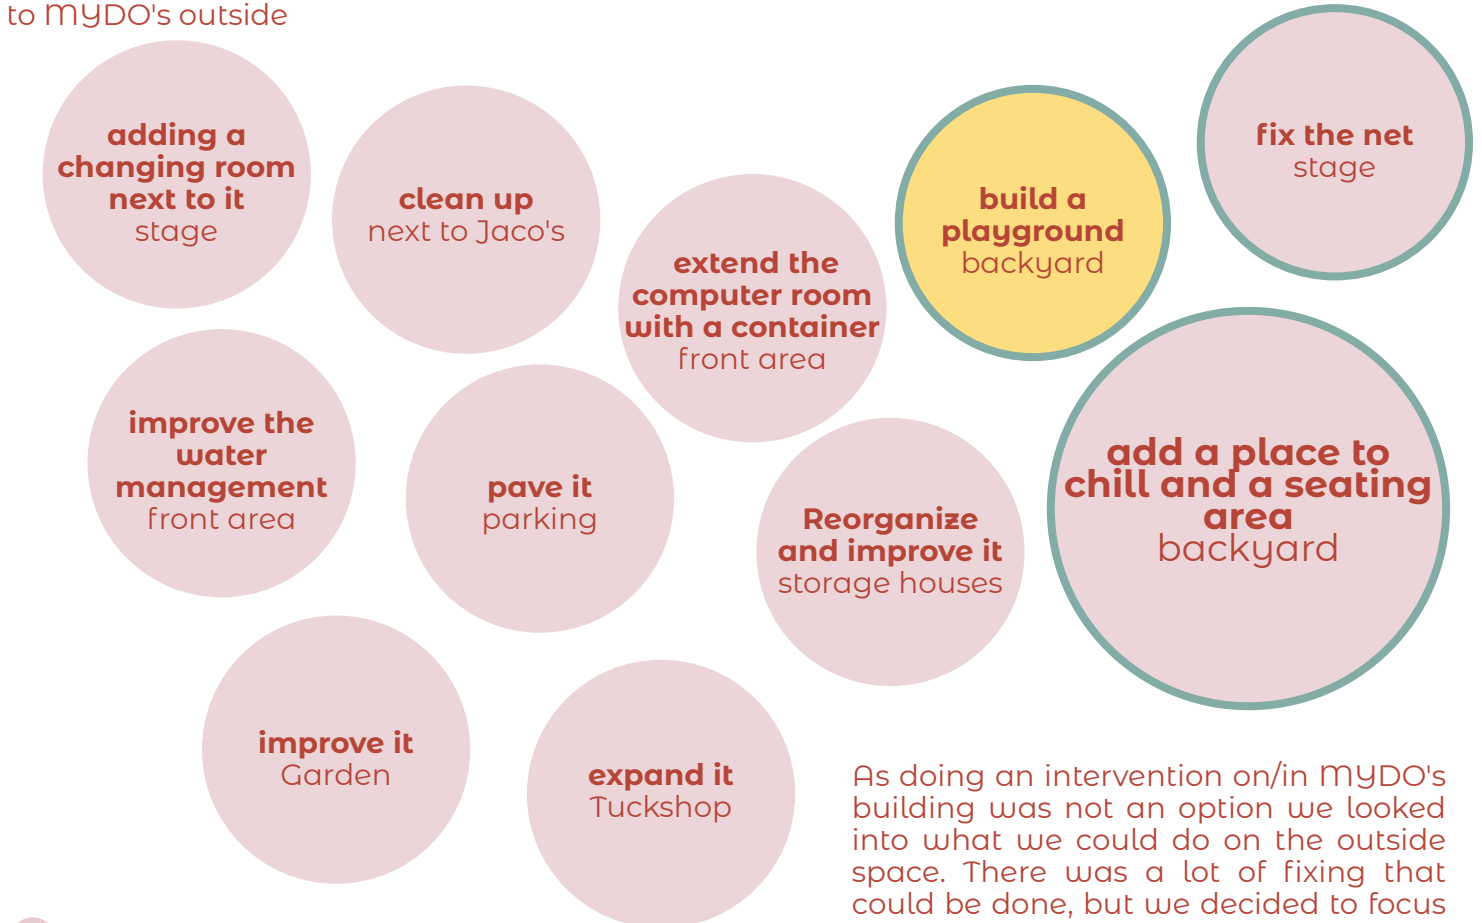 to MYDO's outside
adding a
changing room
next to it
stage
clean up
next to Jaco's
extend the
computer room
with a container
front area
build a
playground
backyard
fix the net
stage
improve the
water
management
front area
pave it
parking
Reorganize
and improve it
storage houses
add a place to
chill and a seating
area
backyard
improve it
Garden
expand it
Tuckshop
As doing an intervention on/in MYDO's
building was not an option we looked
into what we could do on the outside
space. There was a lot of fixing that
could be done, but we decided to focus